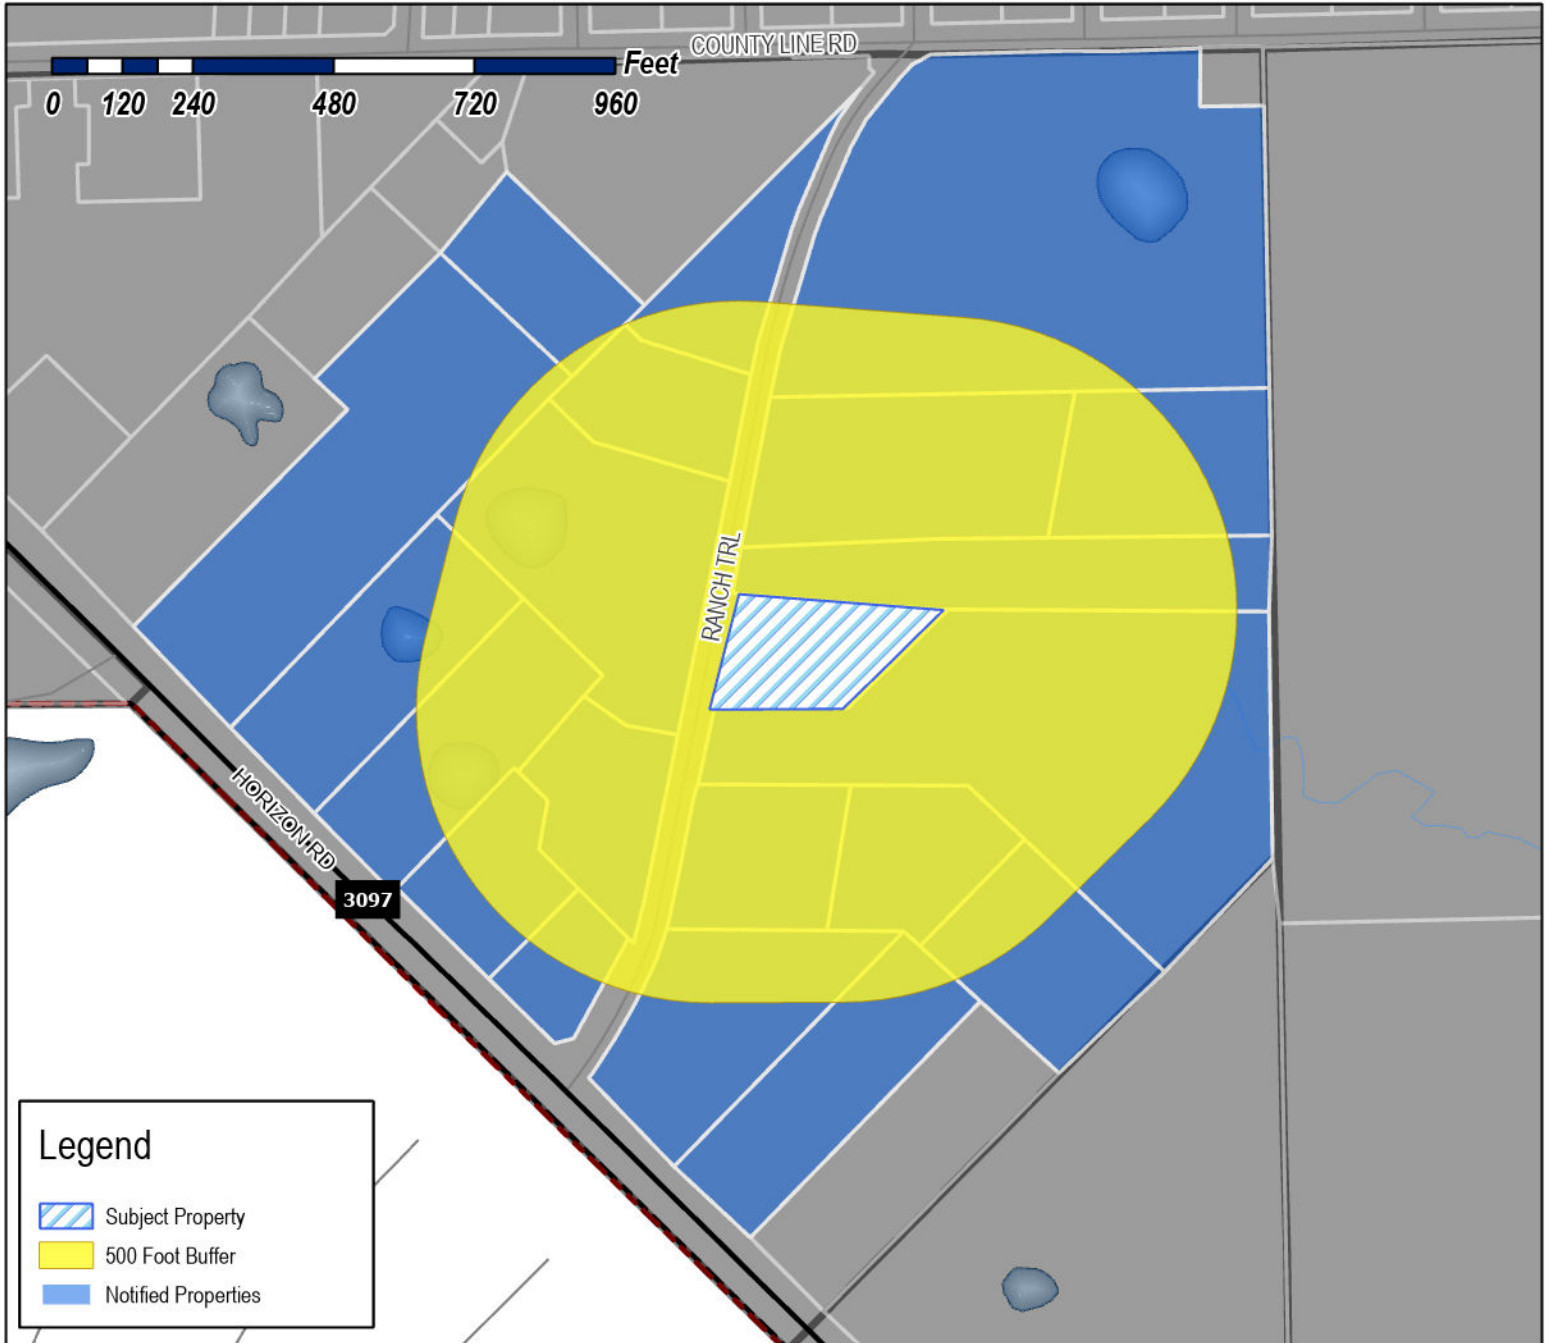 COUNTY LINE RD
Feet
0 120 240 480 720 960
RANCH TRL
HORIZON RD
3097
Legend
Subject Property
500 Foot Buffer
Notified Properties